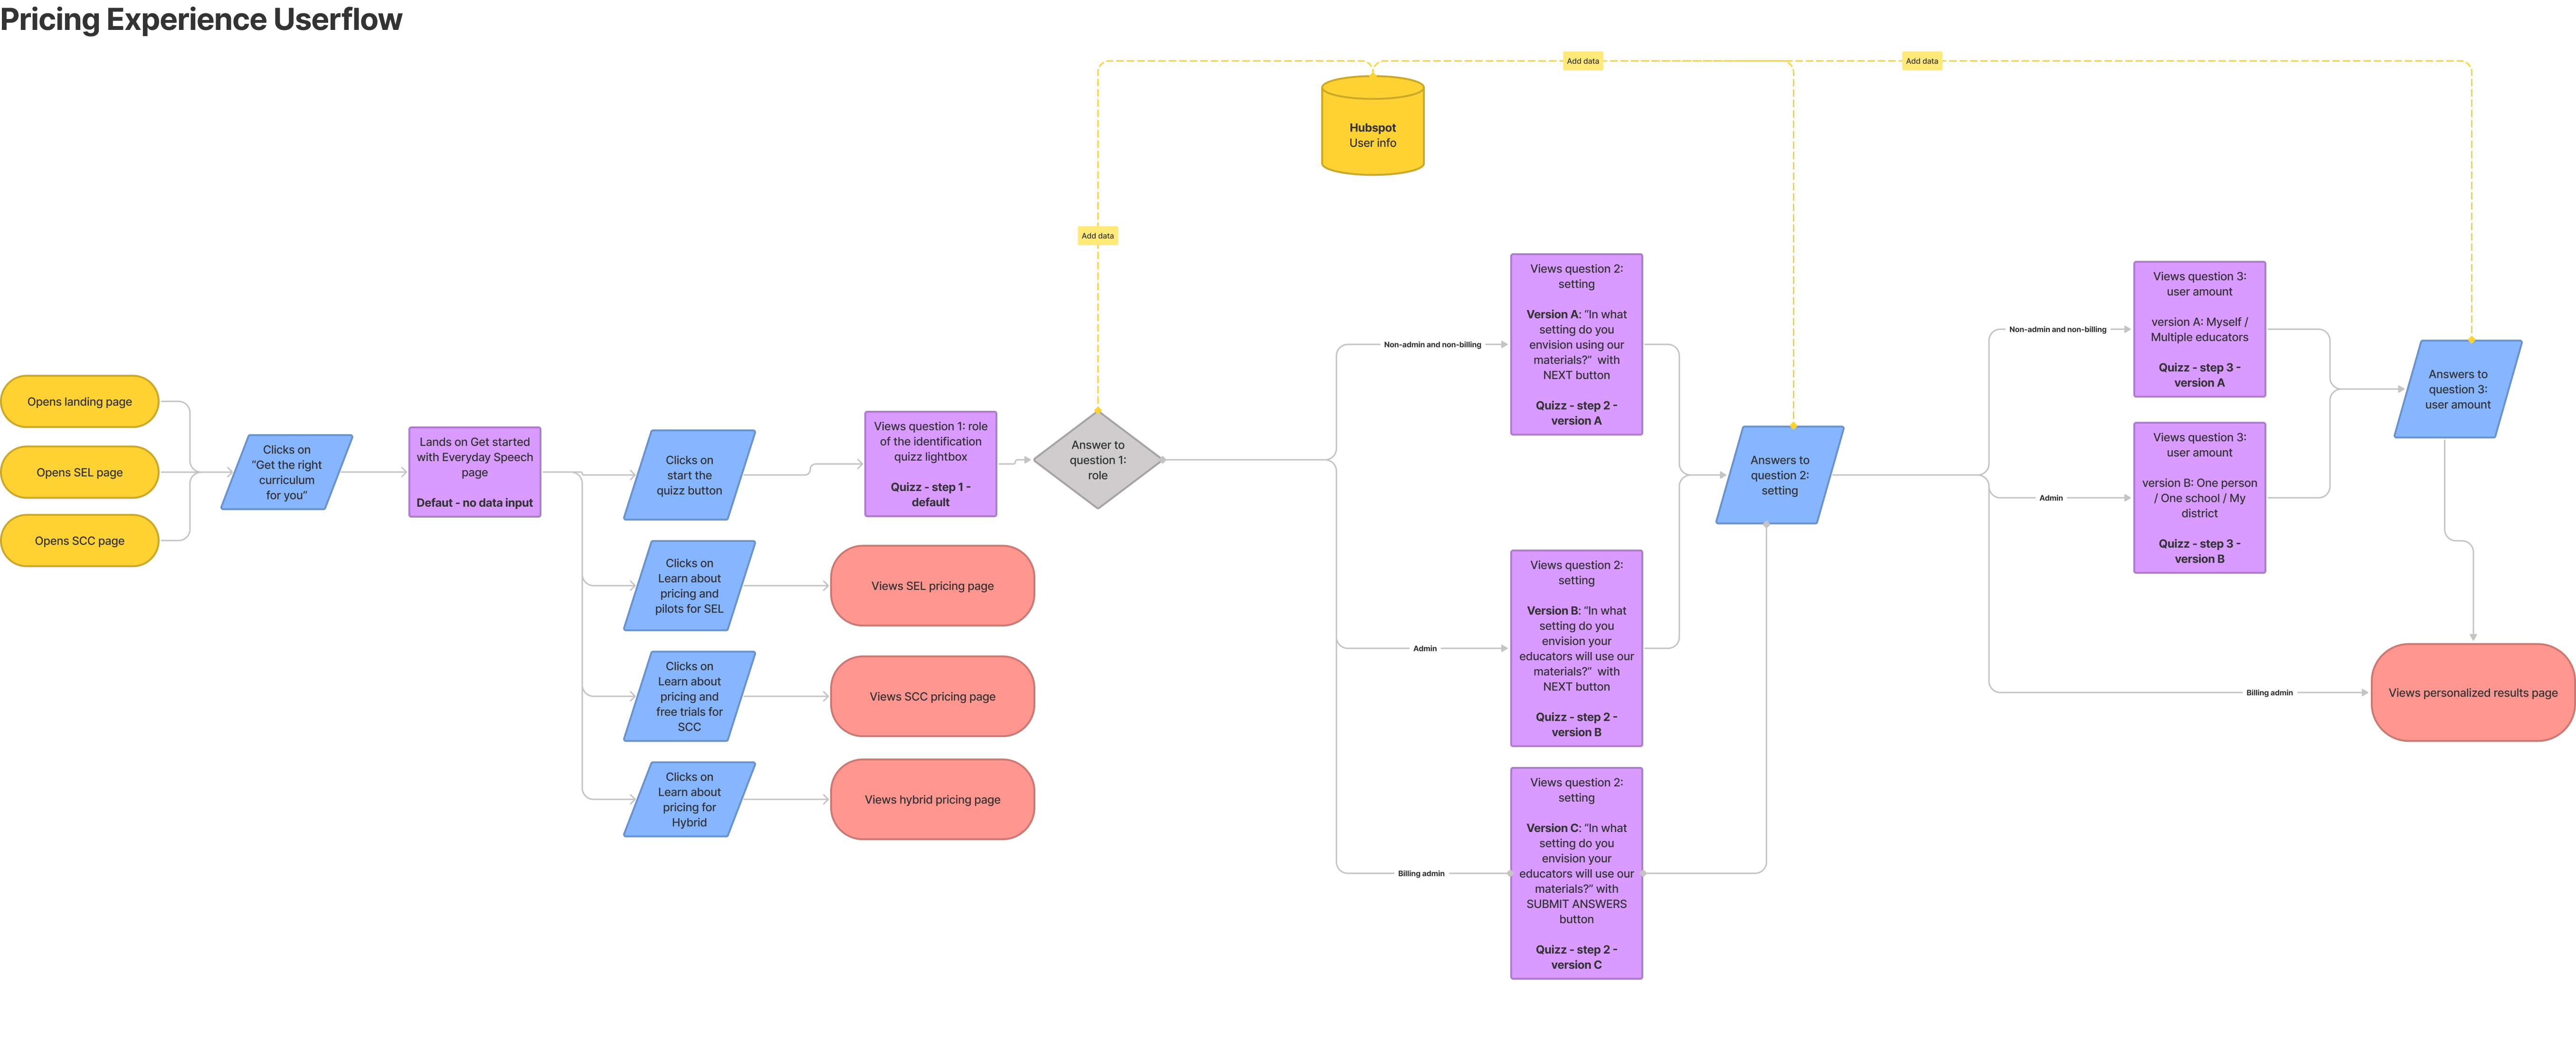 Pricing Experience Userflow
Add data
Add data
Hubspot
User info
Add data
Opens landing page
Opens SEL page
Opens SCC page
Clicks on
“Get the right
curriculum
for you”
Lands on Get started
with Everyday Speech
page
Defaut - no data input
Clicks on
start the
quizz button
Clicks on
Learn about
pricing and
pilots for SEL
Clicks on
Learn about
pricing and
free trials for
SCC
Clicks on
Learn about
pricing for
Hybrid
Views question 1: role
of the identification
quizz lightbox
Quizz - step 1 -
default
Views SEL pricing page
Views SCC pricing page
Views hybrid pricing page
Answer to
question 1:
role
Non-admin and non-billing
Admin
Billing admin
Views question 2:
setting
Version A: “In what
setting do you
envision using our
materials?” with
NEXT button
Quizz - step 2 -
version A
Views question 2:
setting
Version B: “In what
setting do you
envision your
educators will use our
materials?” with
NEXT button
Quizz - step 2 -
version B
Views question 2:
setting
Version C: “In what
setting do you
envision your
educators will use our
materials?” with
SUBMIT ANSWERS
button
Quizz - step 2 -
version C
Answers to
question 2:
setting
Non-admin and non-billing
Admin
Billing admin
Views question 3:
user amount
version A: Myself /
Multiple educators
Quizz - step 3 -
version A
Views question 3:
user amount
version B: One person
/ One school / My
district
Quizz - step 3 -
version B
Answers to
question 3:
user amount
Views personalized results page